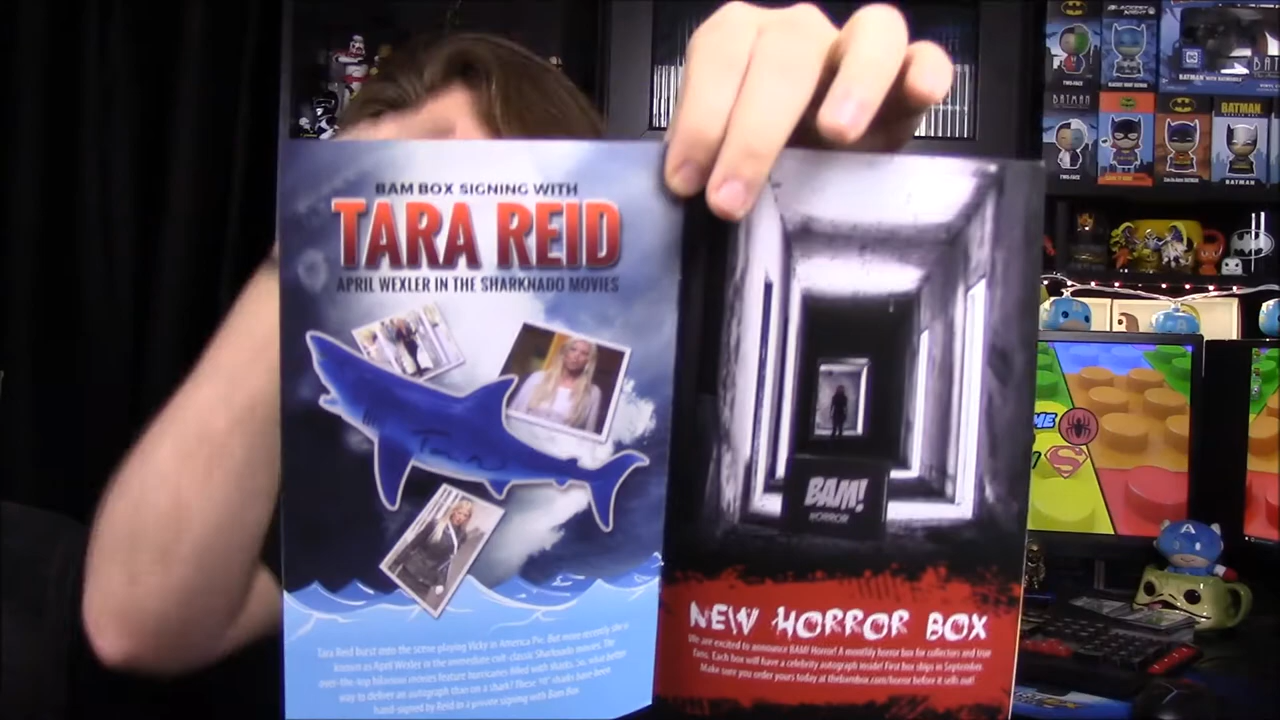 BAM BOX SIGNING WITH
TARA REID
APRIL WEXLER IN THE SHARKNADO MOVIES
Tara
Tara Reid burst onto the scene playing Vicky in America Pie. But more recently she is
known as April Wexler in the immediate cult classic Sharknado movies. The
over-the-top hilarious movies feature hurricanes filled with sharks. So, what better
way to deliver an autograph than on a shark? These "10" sharks have been
hand-signed by Reid in a private signing with Bam Box
BAM!
HORROR
NEW HORROR BOX
We are excited to announce BAM! Horror! A monthly horror box for collectors and true
fans. Each box will have a celebrity autograph inside! First box ships in September.
Make sure you order yours today at thebambox.com/horror before it sells out!
TWO-FACE
BATMAN
BATMAN
TWO-FACE
BATMAN
ME
A